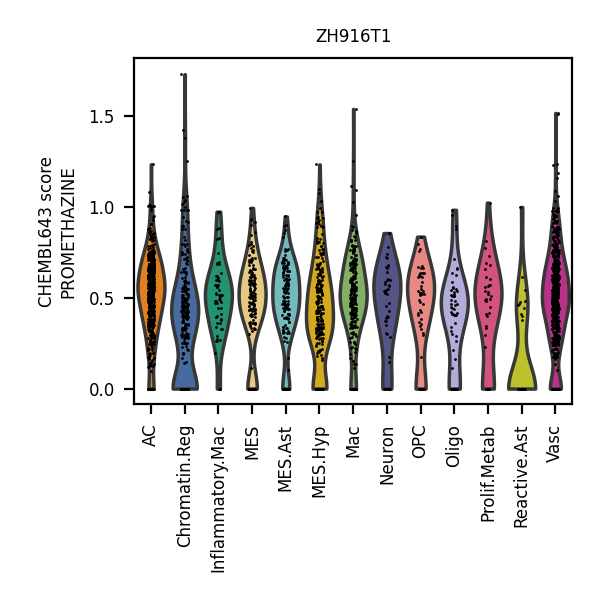 ZH916T1
CHEMBL643 score
PROMETHAZINE
1.5
1.0
0.5
0.0
AC
Chromatin.Reg
Inflammatory.Mac
MES
MES.Ast
MES.Hyp
Mac
Neuron
OPC
Oligo
Prolif.Metab
Reactive.Ast
Vasc